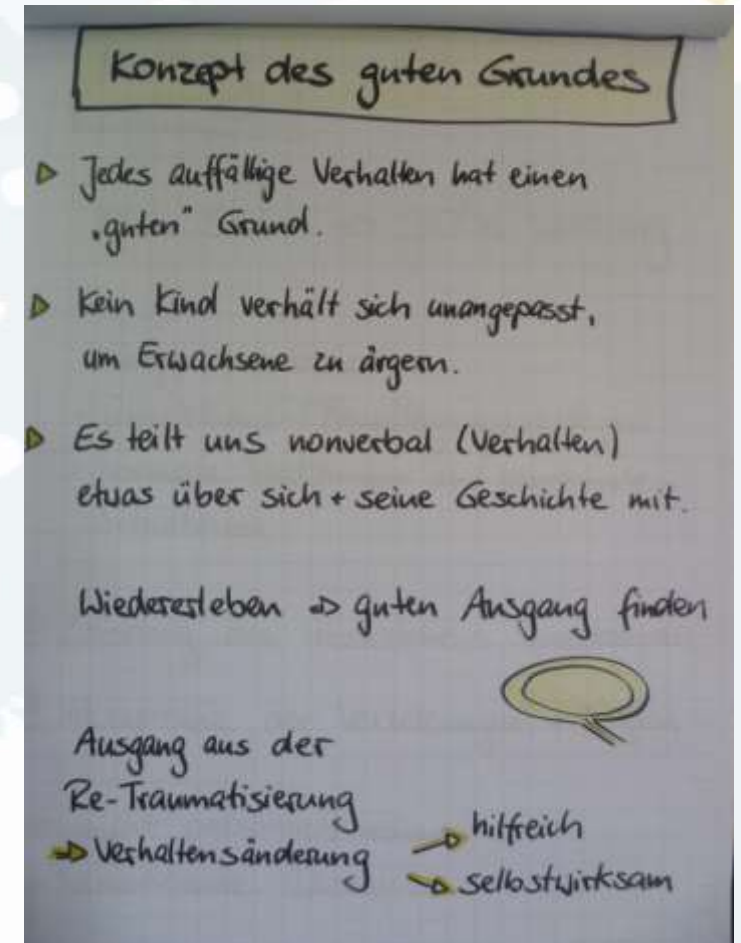 Konzept des guten Grundes
Jedes auffällige Verhalten hat einen
„guten" Grund.
Kein Kind verhält sich unangepasst,
um Erwachsene zu ärgern.
Es teilt uns nonverbal (Verhalten)
etwas über sich + seine Geschichte mit.
Wiedererleben ⇒ guten Ausgang finden
Ausgang aus der
Re-Traumatisierung
⇒ Verhaltensänderung
hilfreich
selbstwirksam